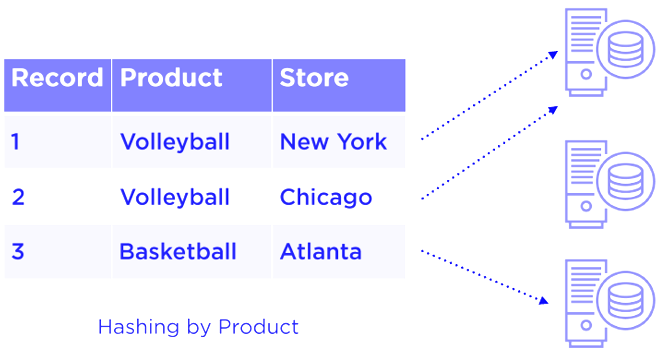 Record Product Store
1 Volleyball New York
2 Volleyball Chicago
3 Basketball Atlanta
Hashing by Product